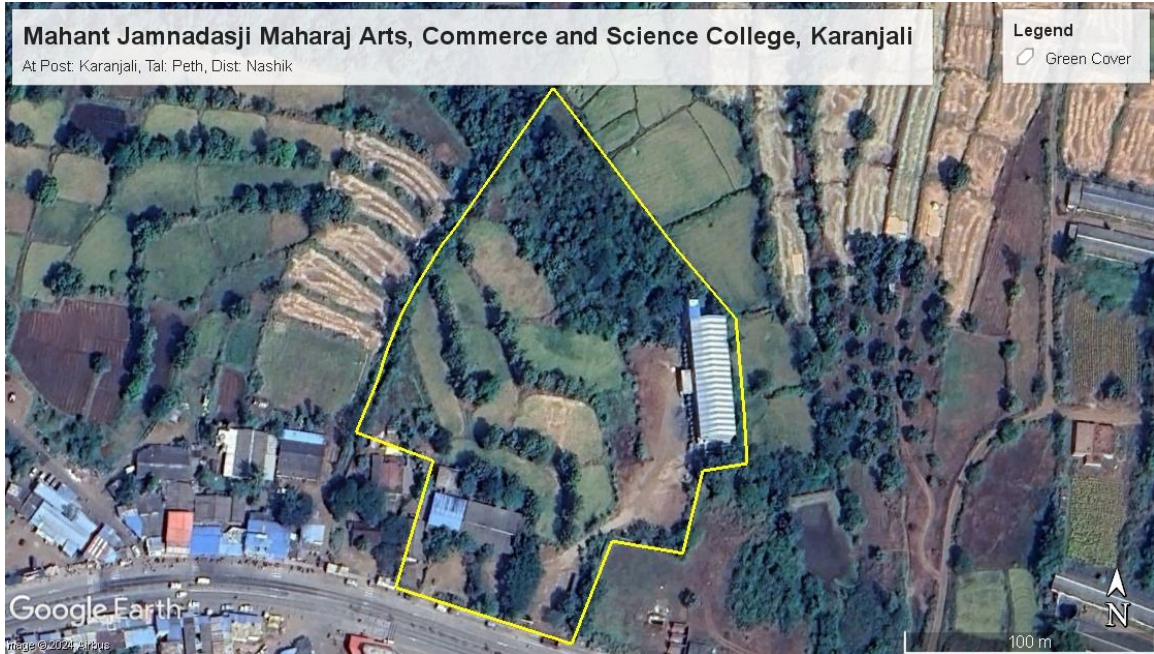 Mahant Jamnadasji Maharaj Arts, Commerce and Science College, Karanjali
At Post: Karanjali, Tal: Peth, Dist: Nashik
Legend
Green Cover
N
Google Earth
Image © 2024 Airbus
100 m